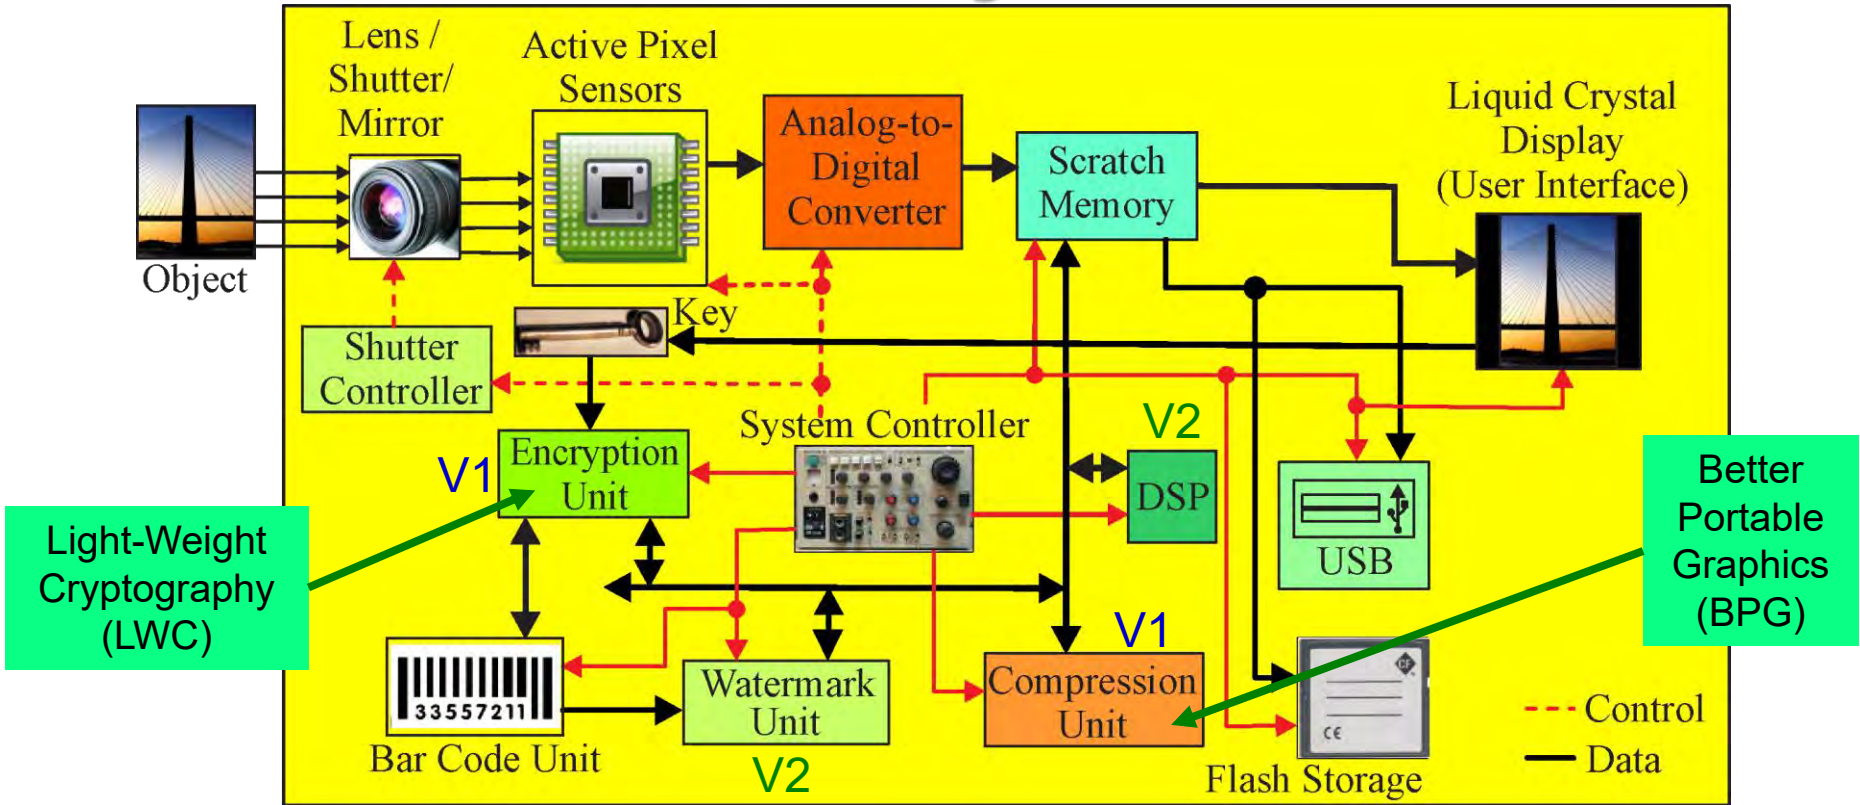 Lens /
Shutter/
Mirror
Active Pixel
Sensors
Analog-to-
Digital
Converter
Scratch
Memory
Liquid Crystal
Display
(User Interface)
Object
Key
Shutter
Controller
System Controller
V2
DSP
V1
Encryption
Unit
USB
Light-Weight
Cryptography
(LWC)
Better
Portable
Graphics
(BPG)
33557211
Bar Code Unit
Watermark
Unit
V2
V1
Compression
Unit
CF
CE
Flash Storage
Control
Data